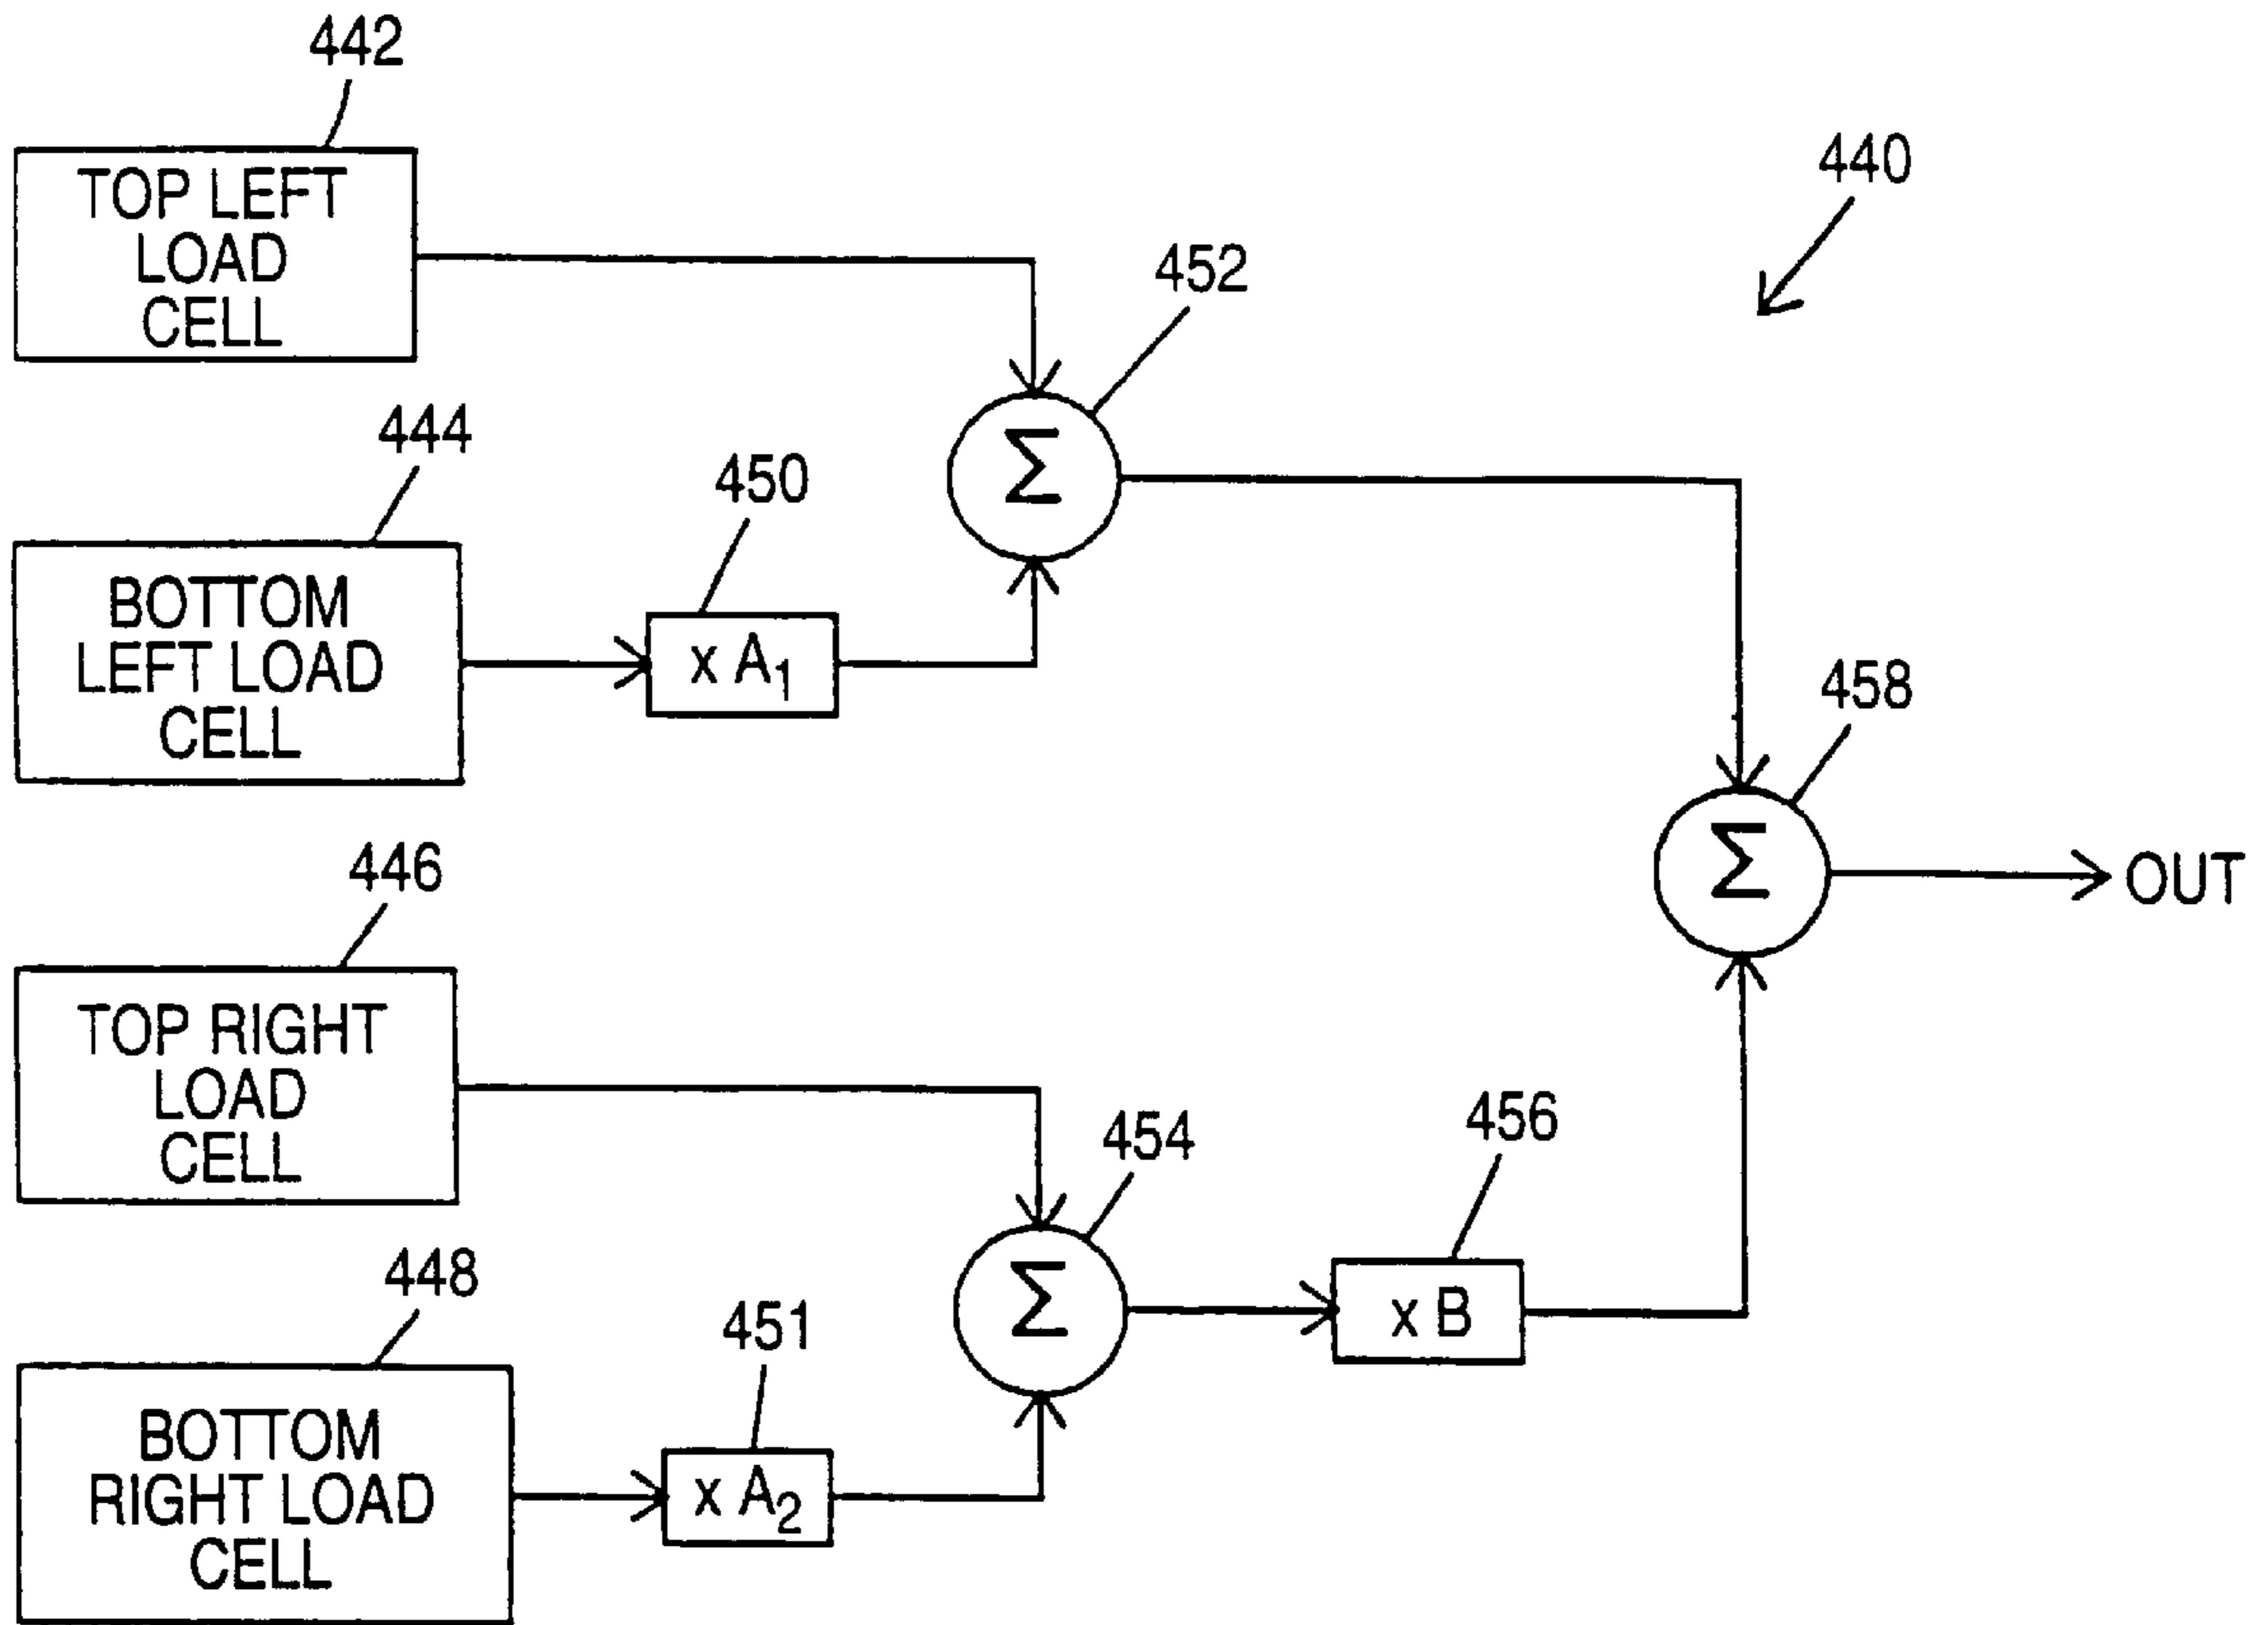 442
TOP LEFT
LOAD
CELL
440
452
Σ
444
BOTTOM
LEFT LOAD
CELL
450
x A₁
458
Σ
OUT
446
TOP RIGHT
LOAD
CELL
454
Σ
456
x B
448
BOTTOM
RIGHT LOAD
CELL
451
x A₂